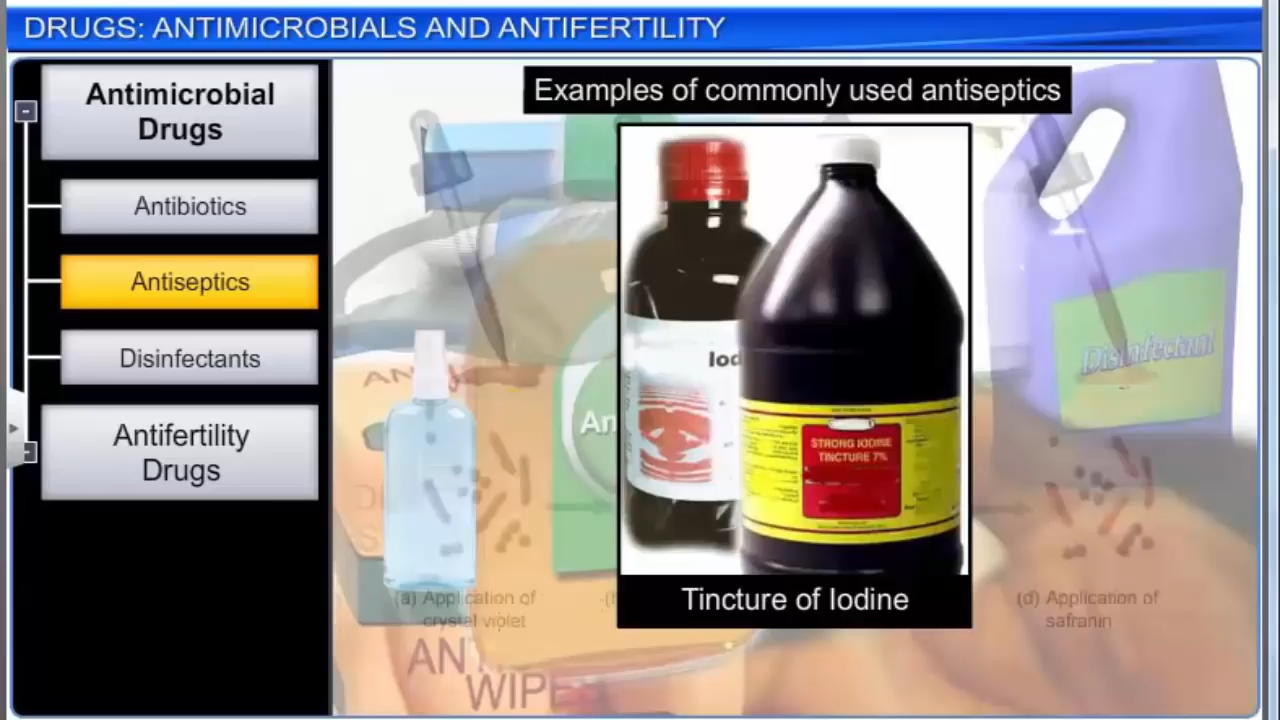 DRUGS: ANTIMICROBIALS AND ANTIFERTILITY
Antimicrobial
Drugs
Antibiotics
Antiseptics
Disinfectants
Antifertility
Drugs
Examples of commonly used antiseptics
Disinfectant
STRONG IODINE
TINCTURE 7%
Tincture of Iodine
(a) Application of
crystal violet
(d) Application of
safranin